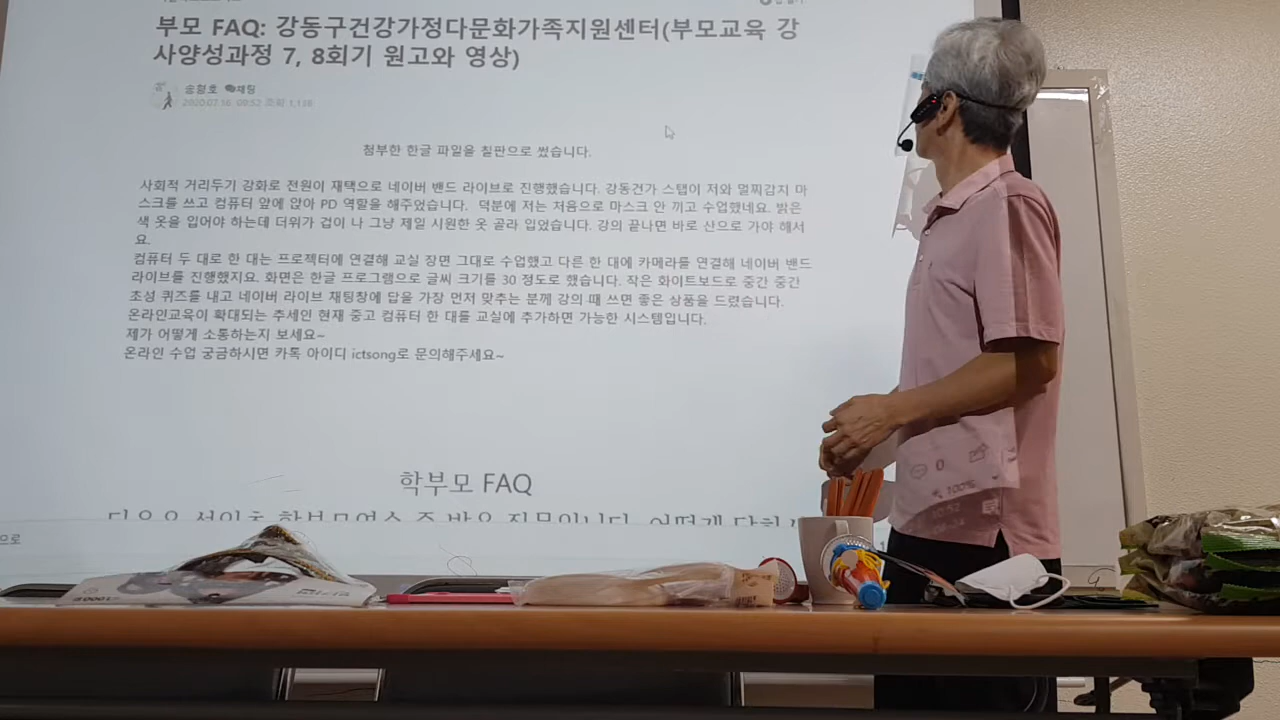 부모 FAQ: 강동구건강가정다문화가족지원센터(부모교육 강
사양성과정 7, 8회기 원고와 영상)
송형호 채팅
2020.07.16 00:52 조회 1,138
첨부한 한글 파일을 칠판으로 썼습니다.
사회적 거리두기 강화로 전원이 재택으로 네이버 밴드 라이브로 진행했습니다. 강동건가 스탭이 저와 멀찌감치 마
스크를 쓰고 컴퓨터 앞에 앉아 PD 역할을 해주었습니다. 덕분에 저는 처음으로 마스크 안 끼고 수업했네요. 밝은
색 옷을 입어야 하는데 더위가 겁이 나 그냥 제일 시원한 옷 골라 입었습니다. 강의 끝나면 바로 산으로 가야 해서
요.
컴퓨터 두 대로 한 대는 프로젝터에 연결해 교실 장면 그대로 수업했고 다른 한 대에 카메라를 연결해 네이버 밴드
라이브를 진행했지요. 화면은 한글 프로그램으로 글씨 크기를 30 정도로 했습니다. 작은 화이트보드로 중간 중간
초성 퀴즈를 내고 네이버 라이브 채팅창에 답을 가장 먼저 맞추는 분께 강의 때 쓰면 좋은 상품을 드렸습니다.
온라인교육이 확대되는 추세인 현재 중고 컴퓨터 한 대를 교실에 추가하면 가능한 시스템입니다.
제가 어떻게 소통하는지 보세요~
온라인 수업 궁금하시면 카톡 아이디 ictsong로 문의해주세요~
학부모 FAQ
0
100%